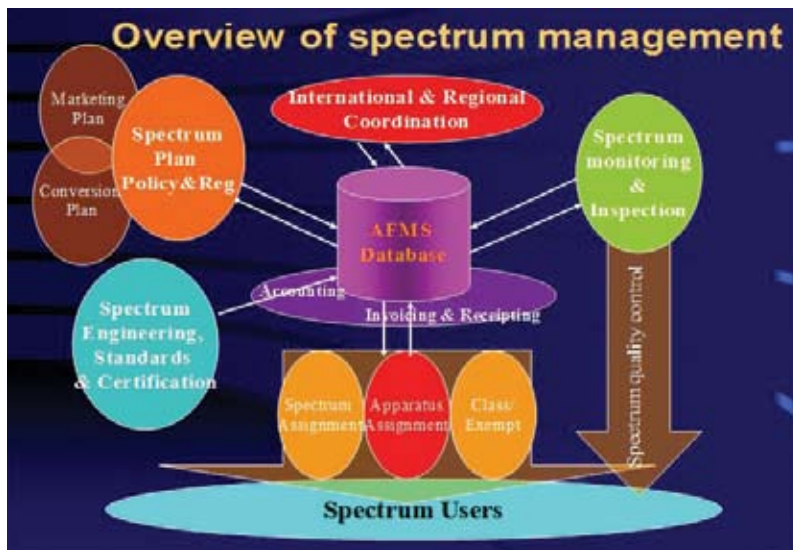 Overview of spectrum management
Marketing
Plan
Conversion
Plan
Spectrum
Plan
Policy&Reg
International & Regional
Coordination
Spectrum
monitoring
&
Inspection
AFMS
Database
Accounting
Invoicing & Receipting
Spectrum
Engineering,
Standards
& Certification
Spectrum
Assignment
Apparatus
Assignment
Class/
Exempt
Spectrum quality control
Spectrum Users